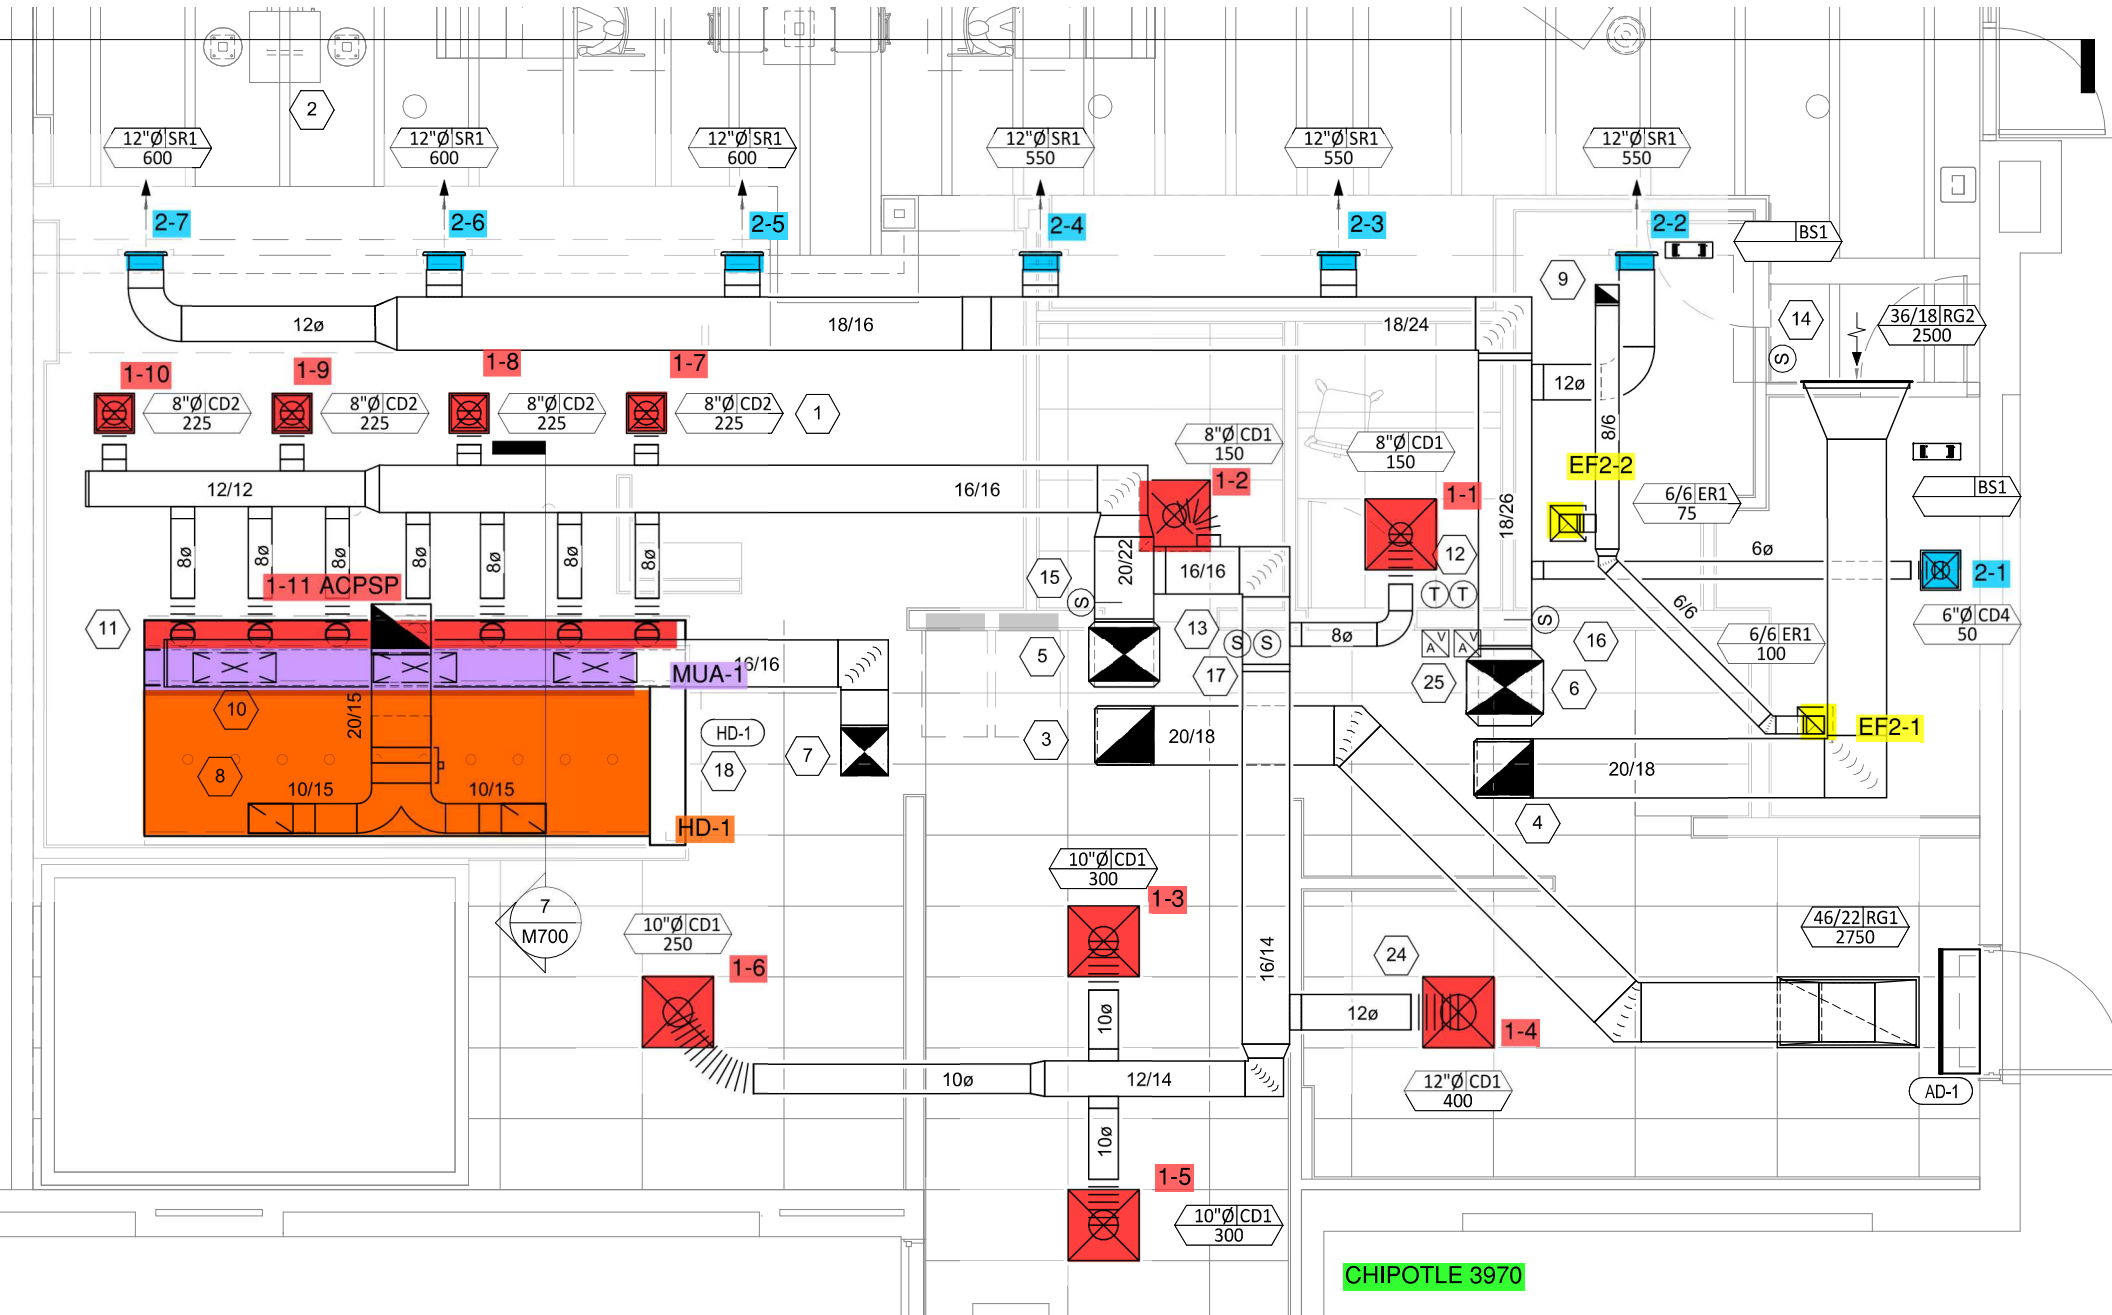 2
12"Ø SR1
600
12"Ø SR1
600
12"Ø SR1
600
12"Ø SR1
550
12"Ø SR1
550
12"Ø SR1
550
2-7
2-6
2-5
2-4
2-3
2-2
BS1
9
14
36/18 RG2
2500
S
12ø
18/16
18/24
12ø
8/6
1-10
1-9
1-8
1-7
8"Ø CD2
225
8"Ø CD2
225
8"Ø CD2
225
8"Ø CD2
225
1
8"Ø CD1
150
8"Ø CD1
150
1-2
1-1
EF2-2
12/12
16/16
18/26
6/6 ER1
75
BS1
8ø
8ø
8ø
8ø
8ø
8ø
8ø
20/22
16/16
12
6ø
2-1
1-11 ACPSP
15
S
T
T
6/6
6"Ø CD4
50
11
13
S
S
8ø
V
A
V
A
S
16
6/6 ER1
100
16/16
MUA-1
5
17
25
6
10
20/15
HD-1
18
7
3
20/18
20/18
EF2-1
8
10/15
10/15
HD-1
4
10"Ø CD1
300
1-3
7
M700
10"Ø CD1
250
1-6
16/14
24
46/22 RG1
2750
10ø
12ø
1-4
10ø
12/14
12"Ø CD1
400
AD-1
10ø
1-5
10"Ø CD1
300
CHIPOTLE 3970